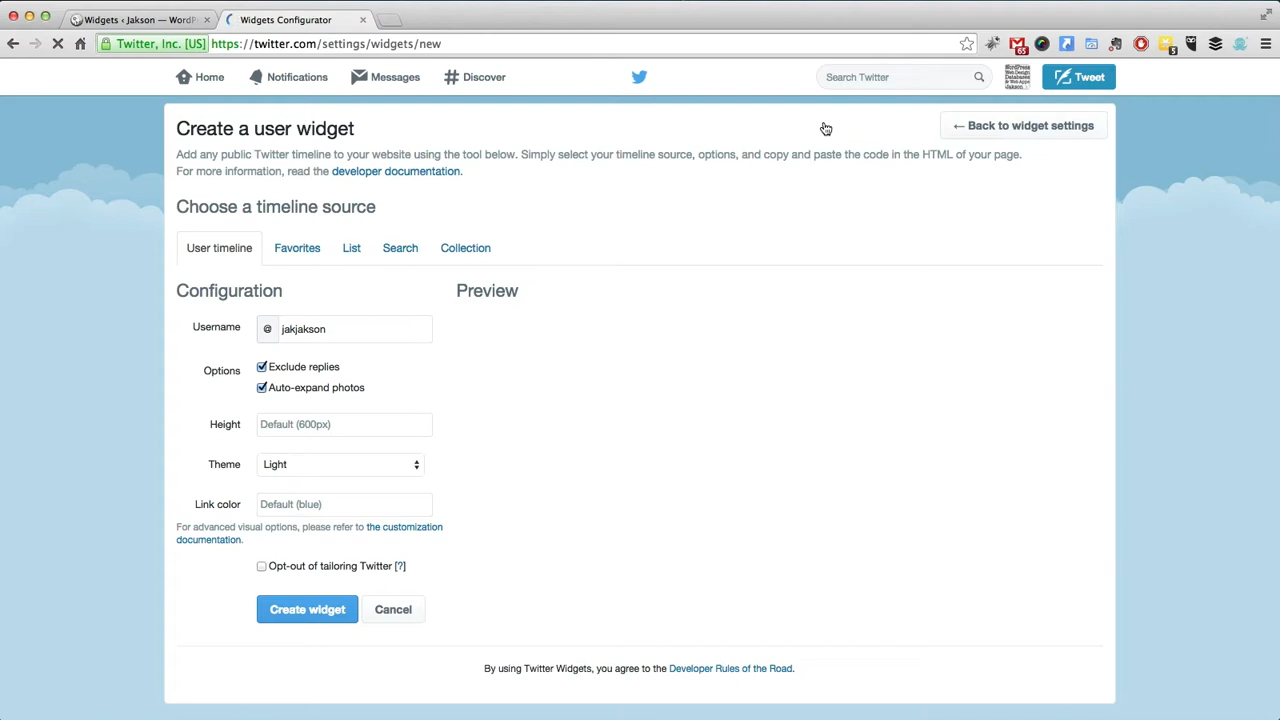 Widgets ‹ Jakson — WordP
Widgets Configurator
Twitter, Inc. [US] https://twitter.com/settings/widgets/new
65
5
Home
Notifications
Messages
Discover
Search Twitter
Tweet
Create a user widget
← Back to widget settings
Add any public Twitter timeline to your website using the tool below. Simply select your timeline source, options, and copy and paste the code in the HTML of your page.
For more information, read the developer documentation.
Choose a timeline source
User timeline
Favorites
List
Search
Collection
Configuration
Preview
Username
@ jakjakson
Options
Exclude replies
Auto-expand photos
Height
Default (600px)
Theme
Light
Link color
Default (blue)
For advanced visual options, please refer to the customization
documentation.
Opt-out of tailoring Twitter [?]
Create widget
Cancel
By using Twitter Widgets, you agree to the Developer Rules of the Road.